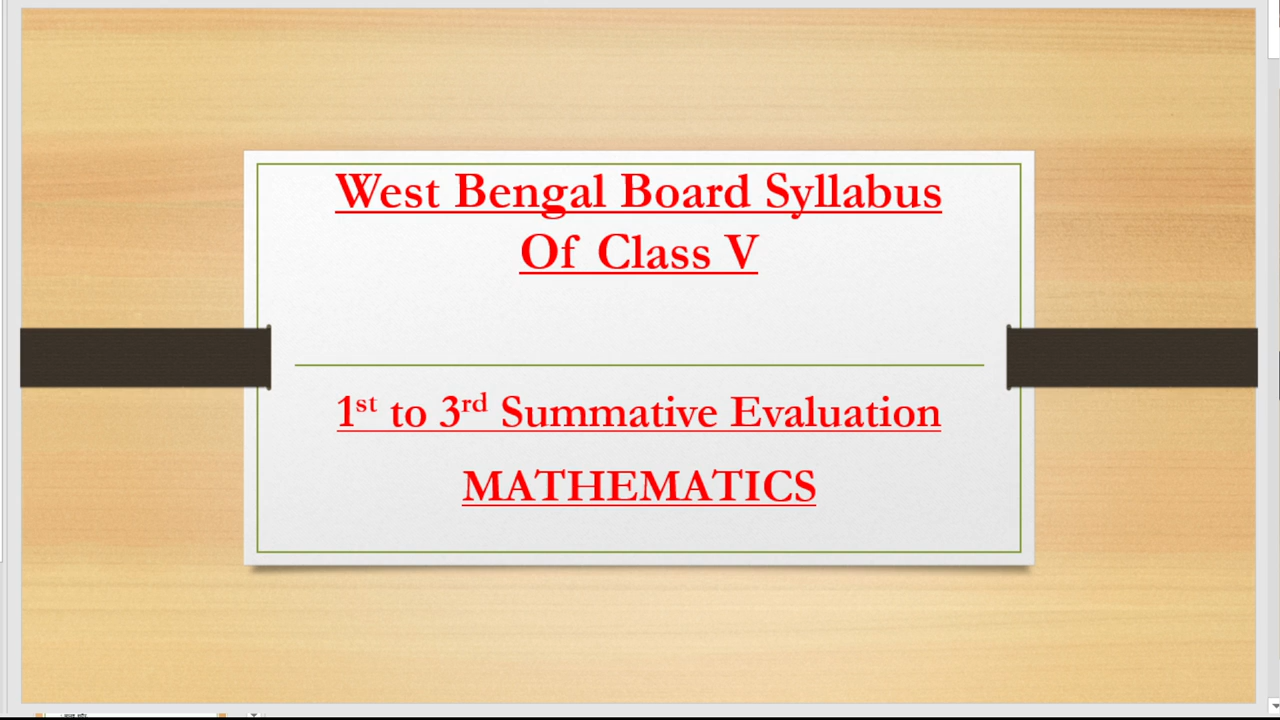 West Bengal Board Syllabus
Of Class V
1st to 3rd Summative Evaluation
MATHEMATICS